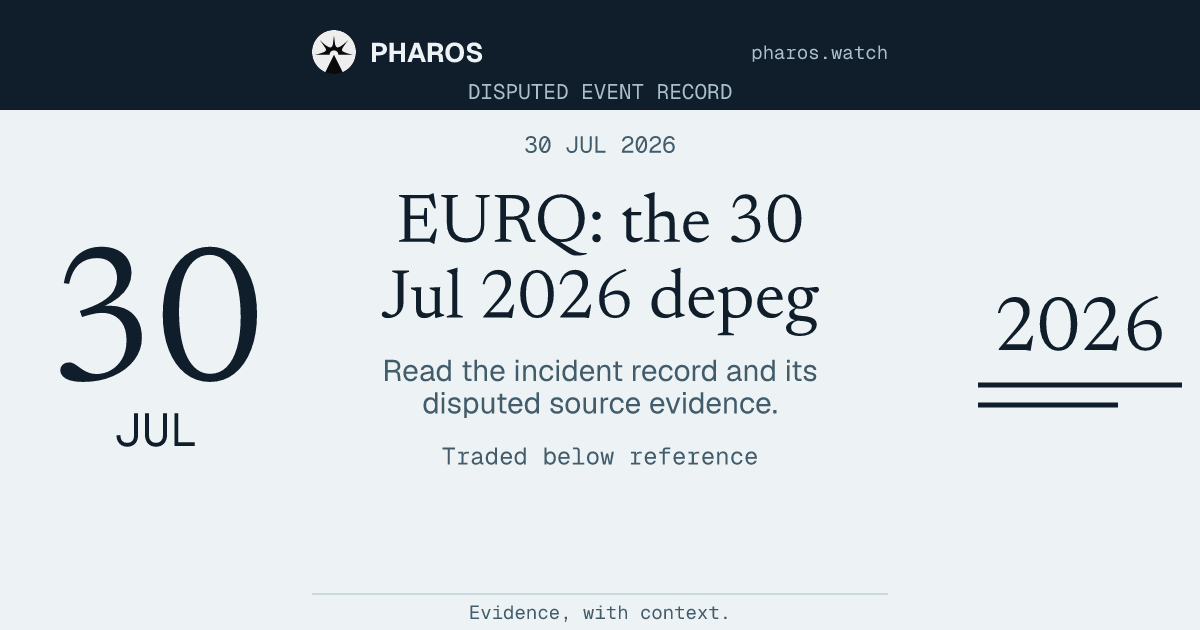 PHAROS
pharos.watch
DISPUTED EVENT RECORD
30 JUL 2026
EURQ: the 30
Jul 2026 depeg
Read the incident record and its
disputed source evidence.
Traded below reference
30
JUL
2026
Evidence, with context.